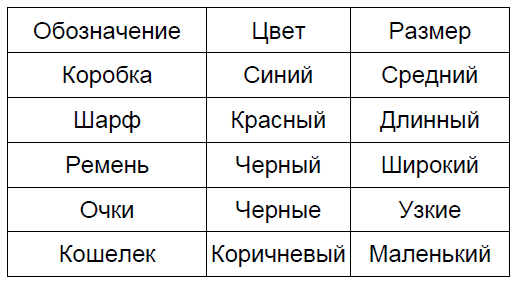 Обозначение Цвет Размер
Коробка Синий Средний
Шарф Красный Длинный
Ремень Черный Широкий
Очки Черные Узкие
Кошелек Коричневый Маленький